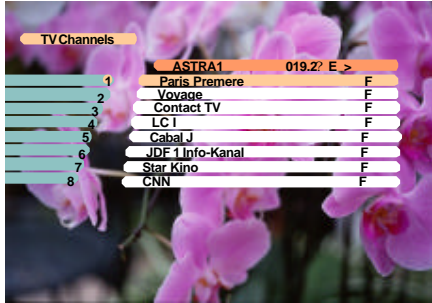 TV Channels
ASTRA1 019.2? E >
1 Paris Premere F
2 Voyage F
3 Contact TV F
4 LC I F
5 Cabal J F
6 JDF 1 Info-Kanal F
7 Star Kino F
8 CNN F